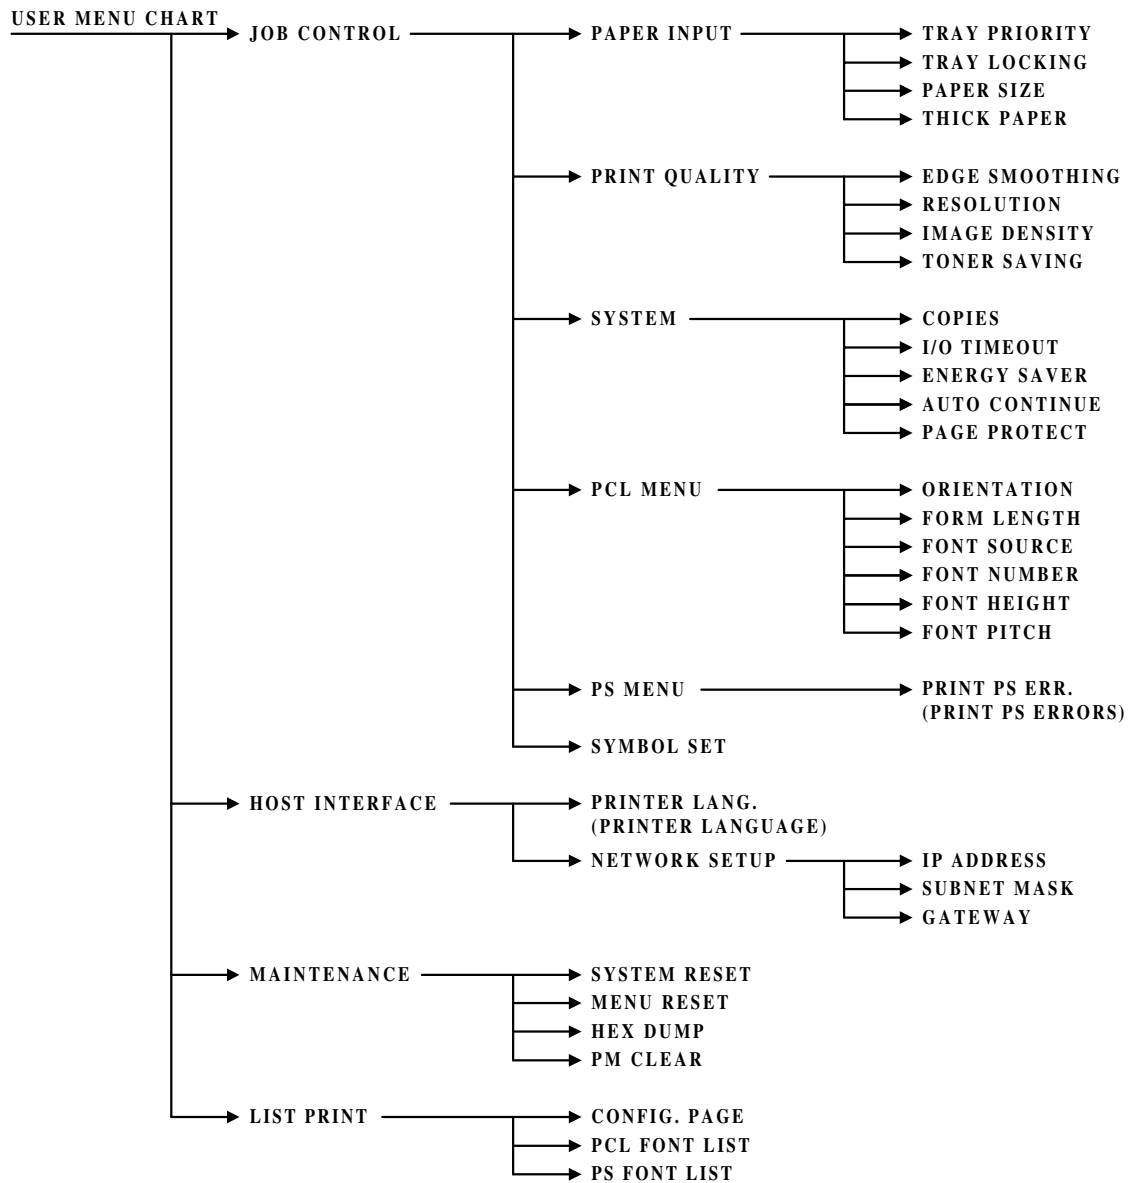 USER MENU CHART
JOB CONTROL
PAPER INPUT
TRAY PRIORITY
TRAY LOCKING
PAPER SIZE
THICK PAPER
PRINT QUALITY
EDGE SMOOTHING
RESOLUTION
IMAGE DENSITY
TONER SAVING
SYSTEM
COPIES
I/O TIMEOUT
ENERGY SAVER
AUTO CONTINUE
PAGE PROTECT
PCL MENU
ORIENTATION
FORM LENGTH
FONT SOURCE
FONT NUMBER
FONT HEIGHT
FONT PITCH
PS MENU
PRINT PS ERR.
(PRINT PS ERRORS)
SYMBOL SET
HOST INTERFACE
PRINTER LANG.
(PRINTER LANGUAGE)
NETWORK SETUP
IP ADDRESS
SUBNET MASK
GATEWAY
MAINTENANCE
SYSTEM RESET
MENU RESET
HEX DUMP
PM CLEAR
LIST PRINT
CONFIG. PAGE
PCL FONT LIST
PS FONT LIST